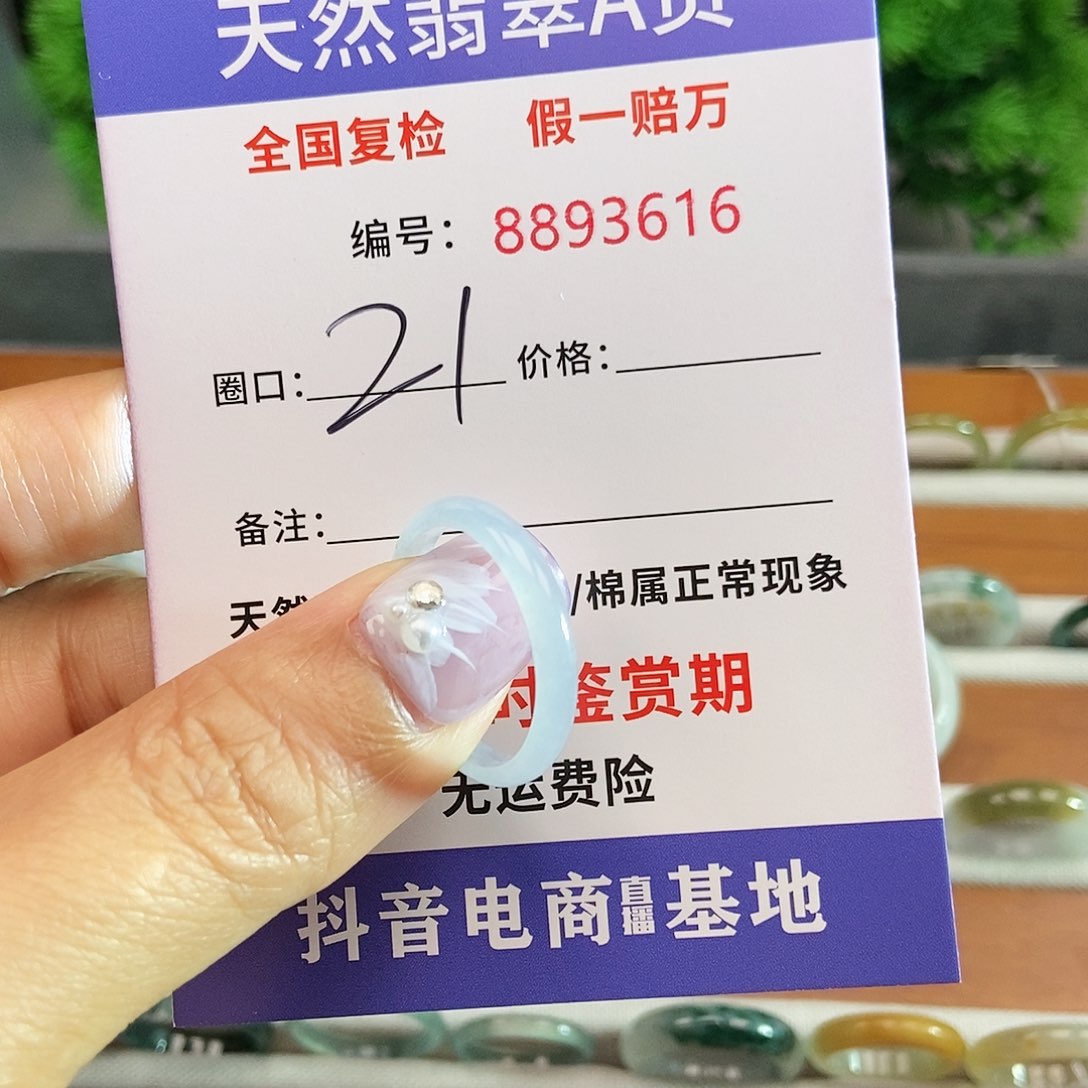 天然翡翠A货
全国复检 假一赔万
编号：8893616
圈口：21 价格：
备注：
天然 /棉属正常现象
时鉴赏期
无运费险
抖音电商直播基地